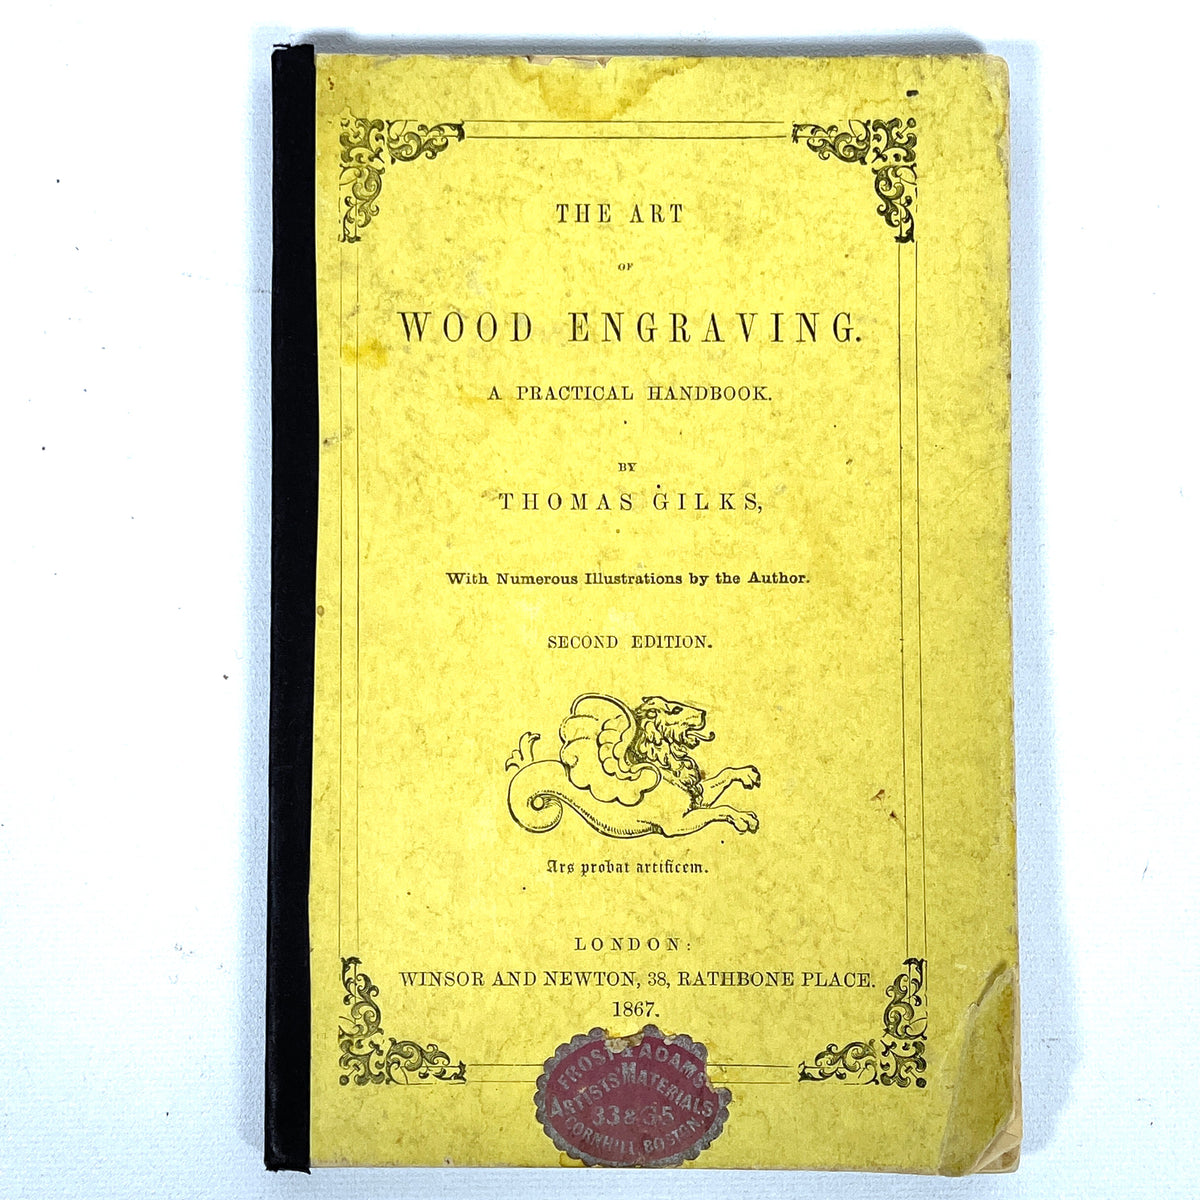 THE ART
OF
WOOD ENGRAVING.
A PRACTICAL HANDBOOK.
BY
THOMAS GILKS,
With Numerous Illustrations by the Author.
SECOND EDITION.
Ars probat artificem.
LONDON:
WINSOR AND NEWTON, 38, RATHBONE PLACE.
1867.
FROST & ADAMS
ARTISTS MATERIALS
33 & 35
CORNHILL, BOSTON.